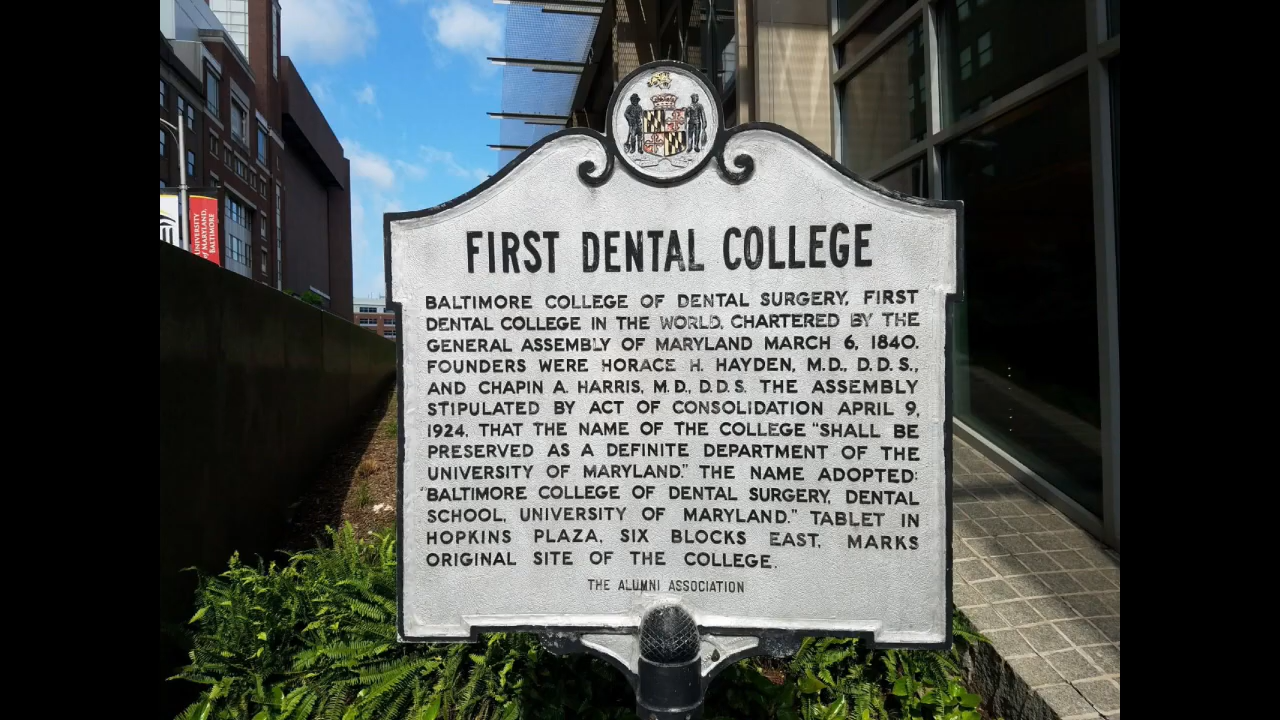 FIRST DENTAL COLLEGE
BALTIMORE COLLEGE OF DENTAL SURGERY, FIRST
DENTAL COLLEGE IN THE WORLD, CHARTERED BY THE
GENERAL ASSEMBLY OF MARYLAND MARCH 6, 1840.
FOUNDERS WERE HORACE H. HAYDEN, M.D., D.D.S.,
AND CHAPIN A. HARRIS, M.D., D.D.S. THE ASSEMBLY
STIPULATED BY ACT OF CONSOLIDATION APRIL 9,
1924, THAT THE NAME OF THE COLLEGE "SHALL BE
PRESERVED AS A DEFINITE DEPARTMENT OF THE
UNIVERSITY OF MARYLAND." THE NAME ADOPTED:
"BALTIMORE COLLEGE OF DENTAL SURGERY, DENTAL
SCHOOL, UNIVERSITY OF MARYLAND." TABLET IN
HOPKINS PLAZA, SIX BLOCKS EAST, MARKS
ORIGINAL SITE OF THE COLLEGE.
THE ALUMNI ASSOCIATION
UNIVERSITY
of MARYLAND,
BALTIMORE